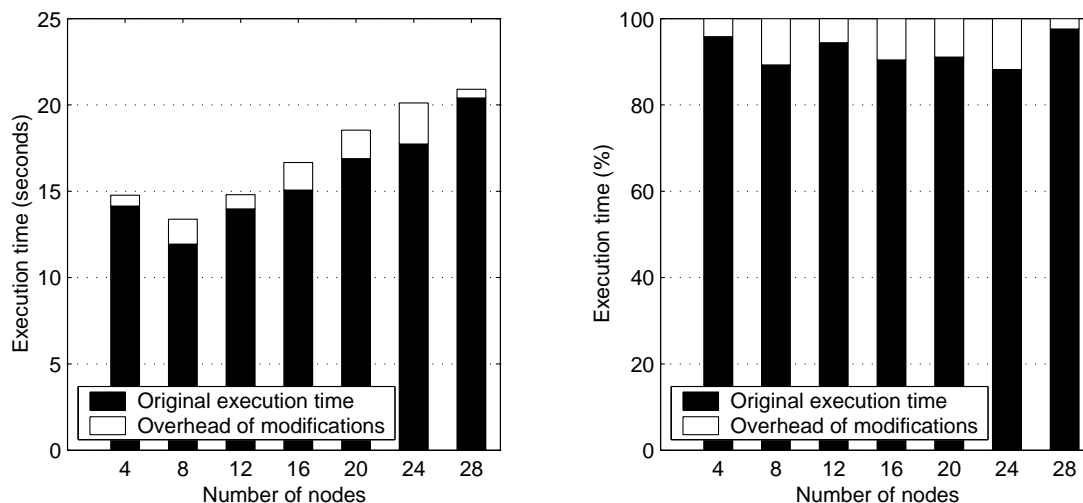 25
20
15
10
5
0
Execution time (seconds)
Original execution time
Overhead of modifications
4 8 12 16 20 24 28
Number of nodes
100
80
60
40
20
0
Execution time (%)
Original execution time
Overhead of modifications
4 8 12 16 20 24 28
Number of nodes